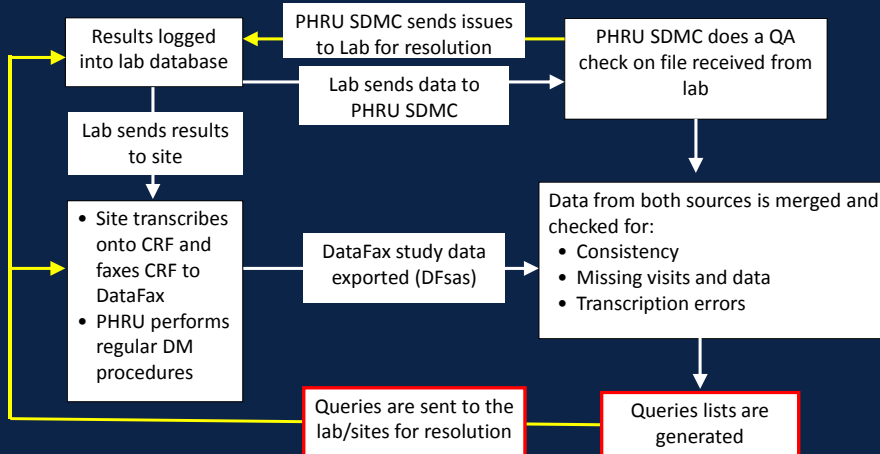 Results logged
into lab database
PHRU SDMC sends issues
to Lab for resolution
PHRU SDMC does a QA
check on file received from
lab
Lab sends data to
PHRU SDMC
Lab sends results
to site
• Site transcribes
onto CRF and
faxes CRF to
DataFax
• PHRU performs
regular DM
procedures
DataFax study data
exported (DFsas)
Data from both sources is merged and
checked for:
• Consistency
• Missing visits and data
• Transcription errors
Queries are sent to the
lab/sites for resolution
Queries lists are
generated